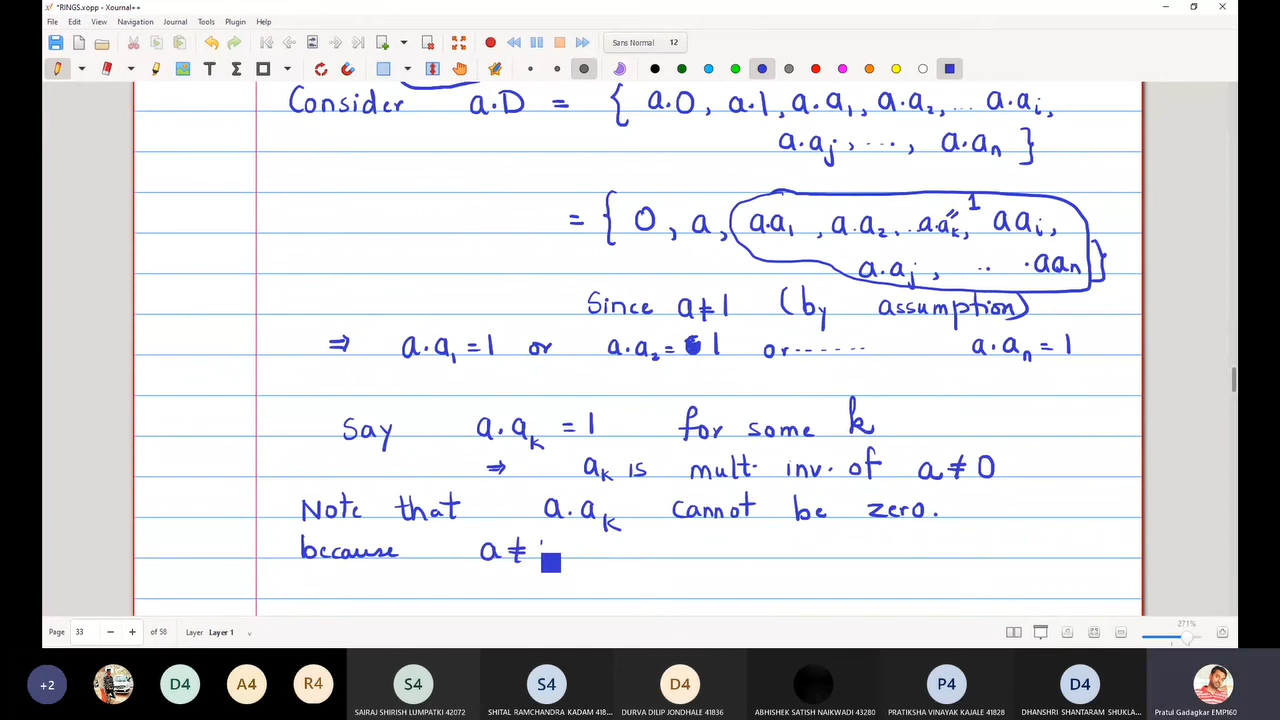 *RINGS.xopp - Xournal++
File Edit View Navigation Journal Tools Plugin Help
Sans Normal 12
Consider a.D = { a.0, a.1, a.a₁, a.a₂, ... a.aᵢ,
a.aⱼ, ..., a.aₙ }
= { 0, a, a.a₁, a.a₂, .. a.aₖ, " 1 aaᵢ,
a.aⱼ, .. .aaₙ }
Since a≠1 (by assumption)
⇒ a.a₁ = 1 or a.a₂ = 1 or ....... a.aₙ = 1
Say a.aₖ = 1 for some k
⇒ aₖ is mult. inv. of a≠0
Note that a.aₖ cannot be zero.
because a≠
Page 33 of 58 Layer Layer 1
271%
+2 D4 A4 R4 S4 S4 D4 P4 D4
SAIRAJ SHIRISH LUMPATKI 42072
SHITAL RAMCHANDRA KADAM 418...
DURVA DILIP JONDHALE 41836
ABHISHEK SATISH NAIKWADI 43280
PRATIKSHA VINAYAK KAJALE 41828
DHANSHRI SHANTARAM SHUKLA...
Pratul Gadagkar EMP160